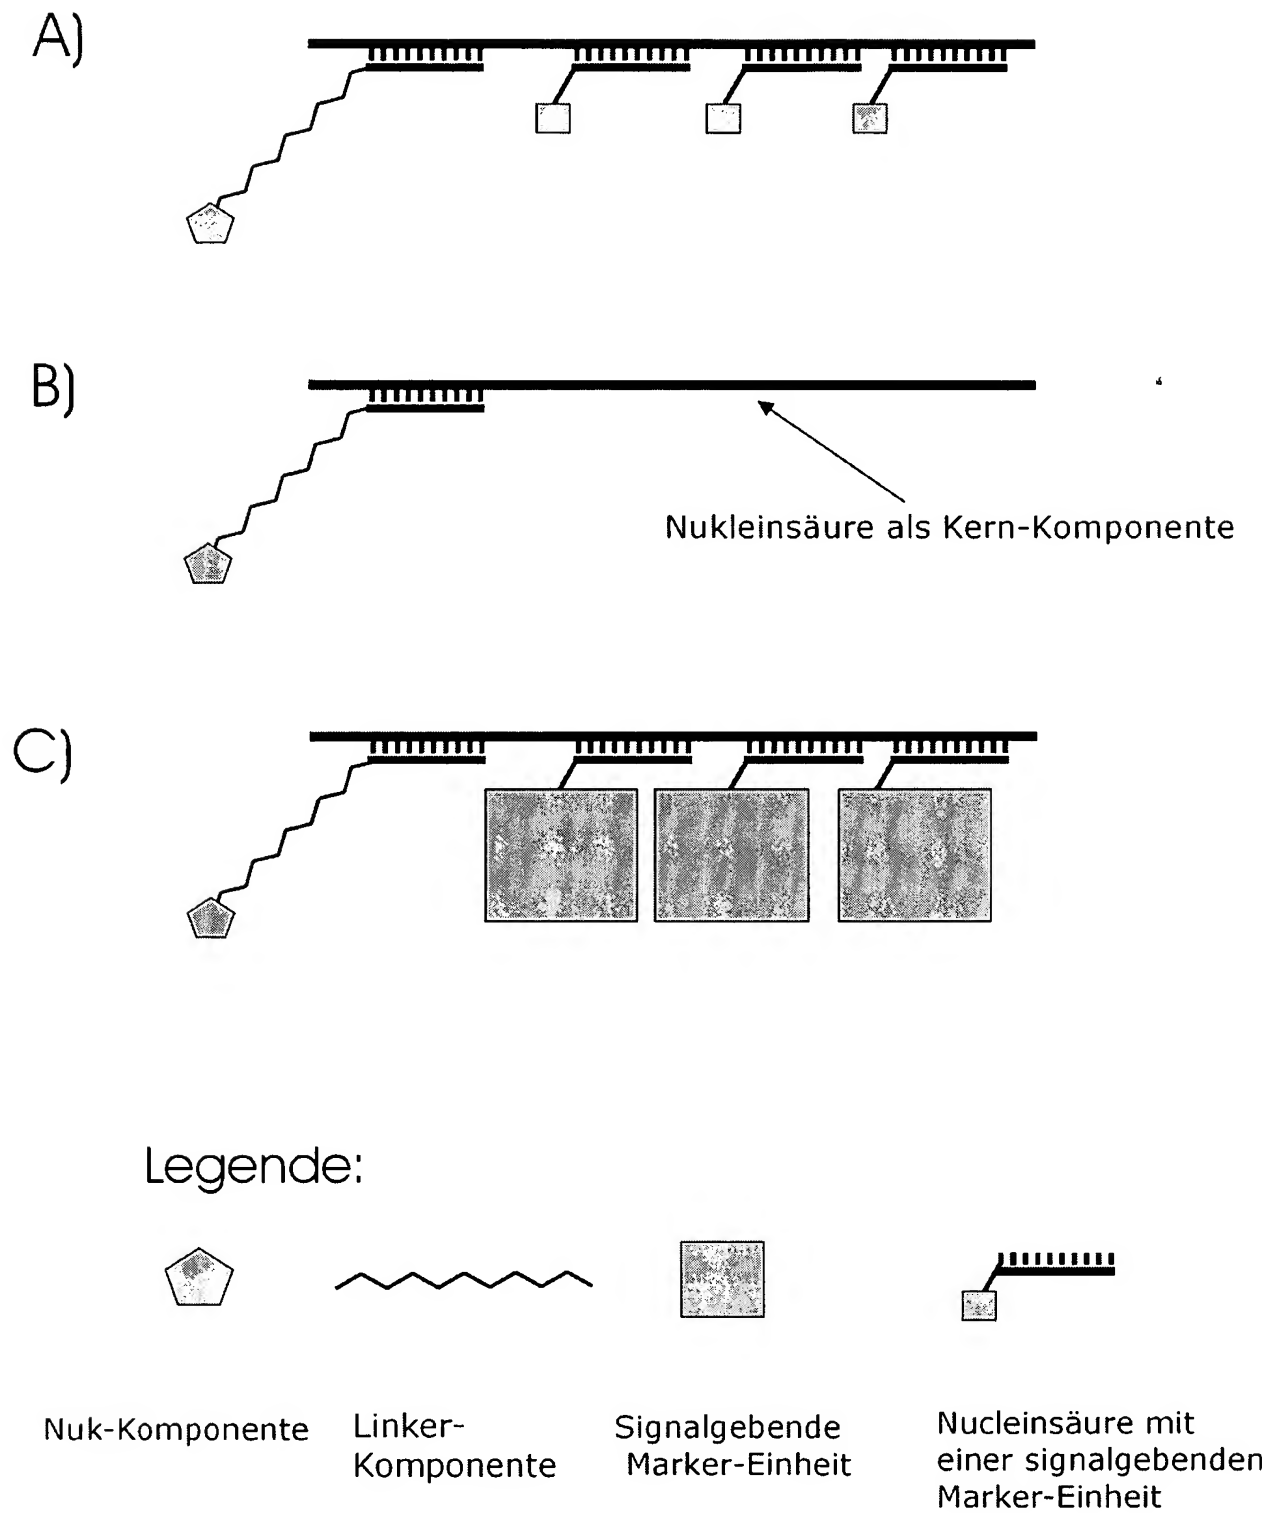 A)
B)
Nukleinsäure als Kern-Komponente
C)
Legende:
Nuk-Komponente
Linker-
Komponente
Signalgebende
Marker-Einheit
Nucleinsäure mit
einer signalgebenden
Marker-Einheit